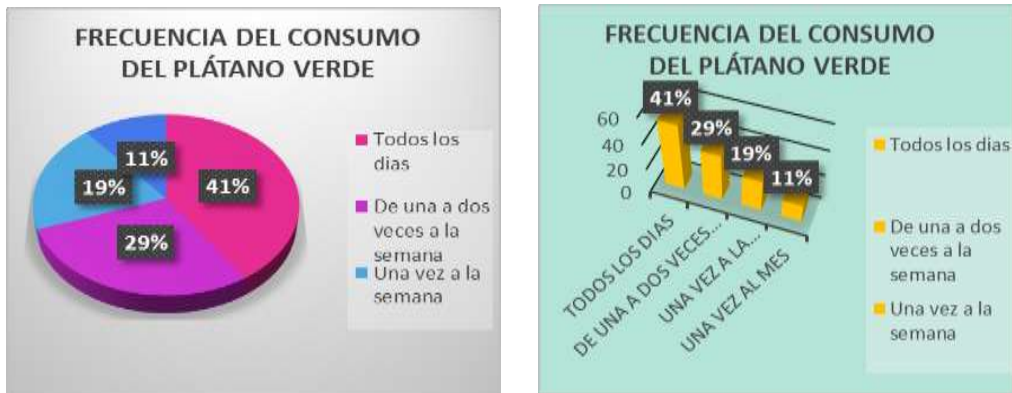 FRECUENCIA DEL CONSUMO
DEL PLÁTANO VERDE
11%
19%
41%
29%
Todos los
dias
De una a dos
veces a la
semana
Una vez a la
semana
FRECUENCIA DEL CONSUMO
DEL PLÁTANO VERDE
60
40
20
0
41%
29%
19%
11%
TODOS LOS DIAS
DE UNA A DOS VECES...
UNA VEZ A LA...
UNA VEZ AL MES
Todos los dias
De una a dos
veces a la
semana
Una vez a la
semana